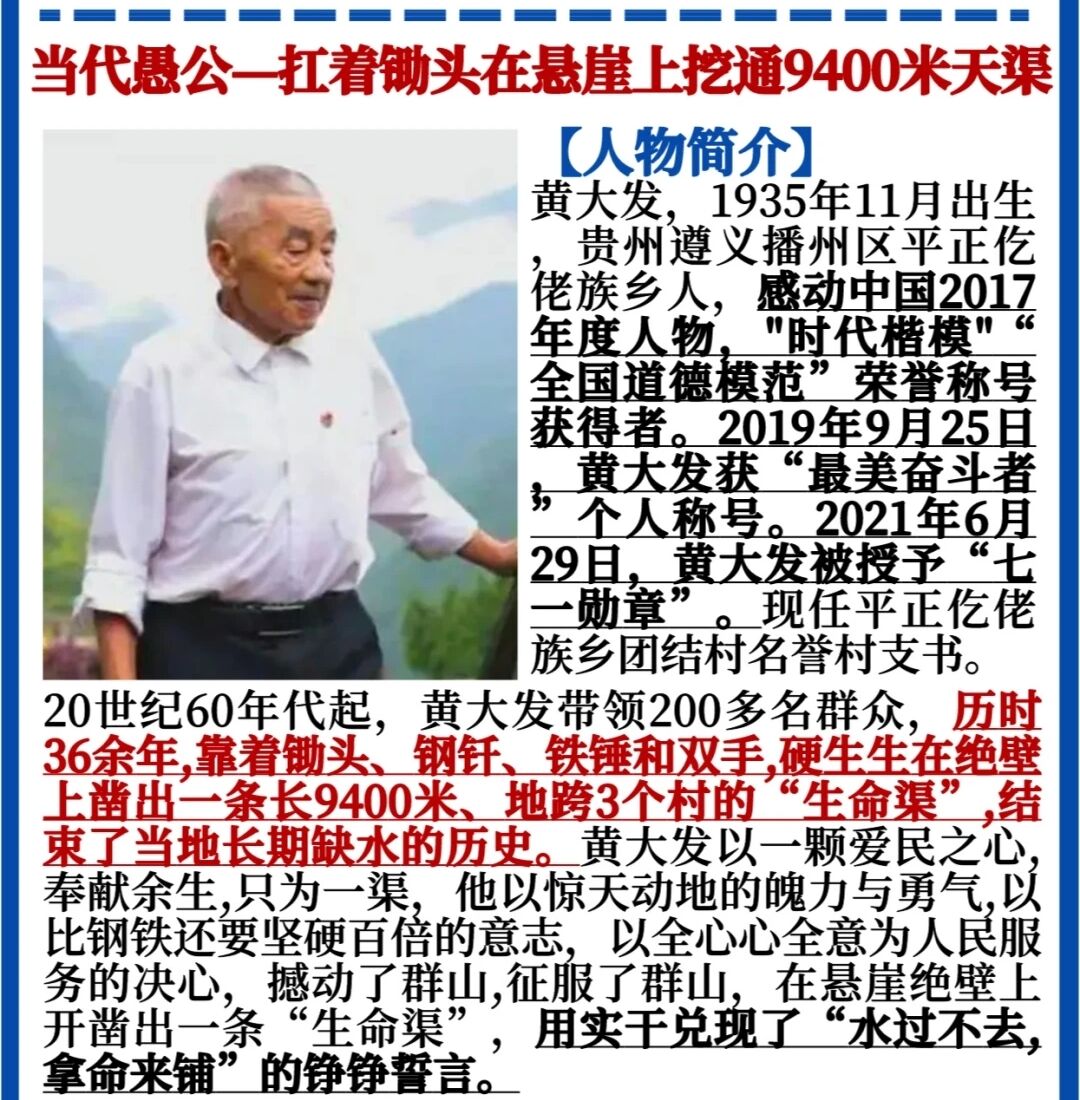 当代愚公—扛着锄头在悬崖上挖通9400米天渠
【人物简介】
黄大发，1935年11月出生
，贵州遵义播州区平正仡
佬族乡人，感动中国2017
年度人物，"时代楷模"“
全国道德模范”荣誉称号
获得者。2019年9月25日
，黄大发获“最美奋斗者
”个人称号。2021年6月
29日，黄大发被授予“七
一勋章”。现任平正仡佬
族乡团结村名誉村支书。
20世纪60年代起，黄大发带领200多名群众，历时
36余年,靠着锄头、钢钎、铁锤和双手,硬生生在绝壁
上凿出一条长9400米、地跨3个村的“生命渠”,结
束了当地长期缺水的历史。黄大发以一颗爱民之心,
奉献余生,只为一渠，他以惊天动地的魄力与勇气,以
比钢铁还要坚硬百倍的意志，以全心心全意为人民服
务的决心，撼动了群山,征服了群山，在悬崖绝壁上
开凿出一条“生命渠”，用实干兑现了“水过不去,
拿命来铺”的铮铮誓言。